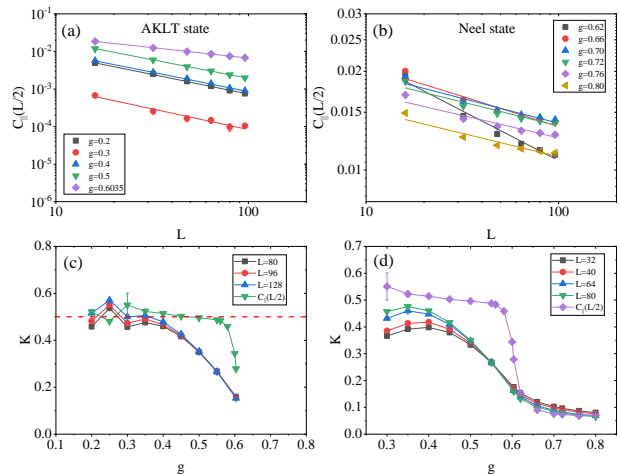 (a) AKLT state
C∥(L/2)
10⁻¹
10⁻²
10⁻³
10⁻⁴
10⁻⁵
10⁻⁶
g=0.2
g=0.3
g=0.4
g=0.5
g=0.6035
10 100
L
(b) Neel state
C∥(L/2)
0.03
0.02
0.015
0.01
g=0.62
g=0.66
g=0.70
g=0.72
g=0.76
g=0.80
10 100
L
(c)
K
0.8
0.6
0.4
0.2
0.0
L=80
L=96
L=128
C∥(L/2)
0.1 0.2 0.3 0.4 0.5 0.6 0.7 0.8
g
(d)
K
0.7
0.6
0.5
0.4
0.3
0.2
0.1
0.0
L=32
L=40
L=64
L=80
C∥(L/2)
0.3 0.4 0.5 0.6 0.7 0.8
g